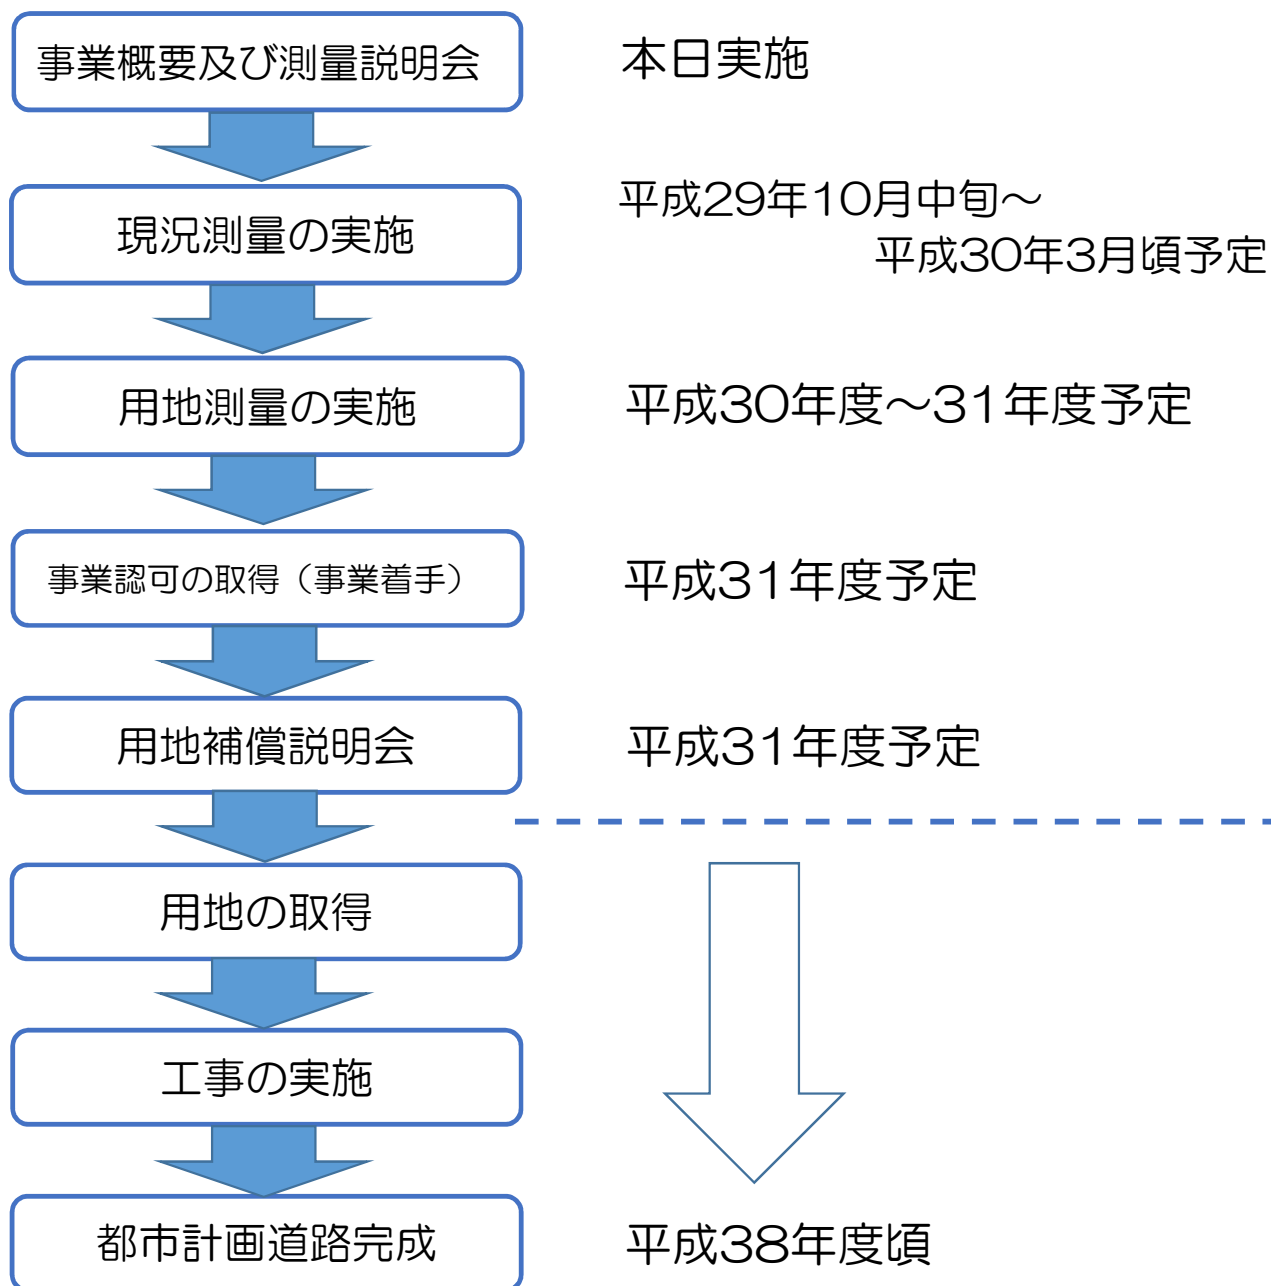 事業概要及び測量説明会
本日実施
現況測量の実施
平成29年10月中旬～
平成30年3月頃予定
用地測量の実施
平成30年度～31年度予定
事業認可の取得（事業着手）
平成31年度予定
用地補償説明会
平成31年度予定
用地の取得
工事の実施
都市計画道路完成
平成38年度頃